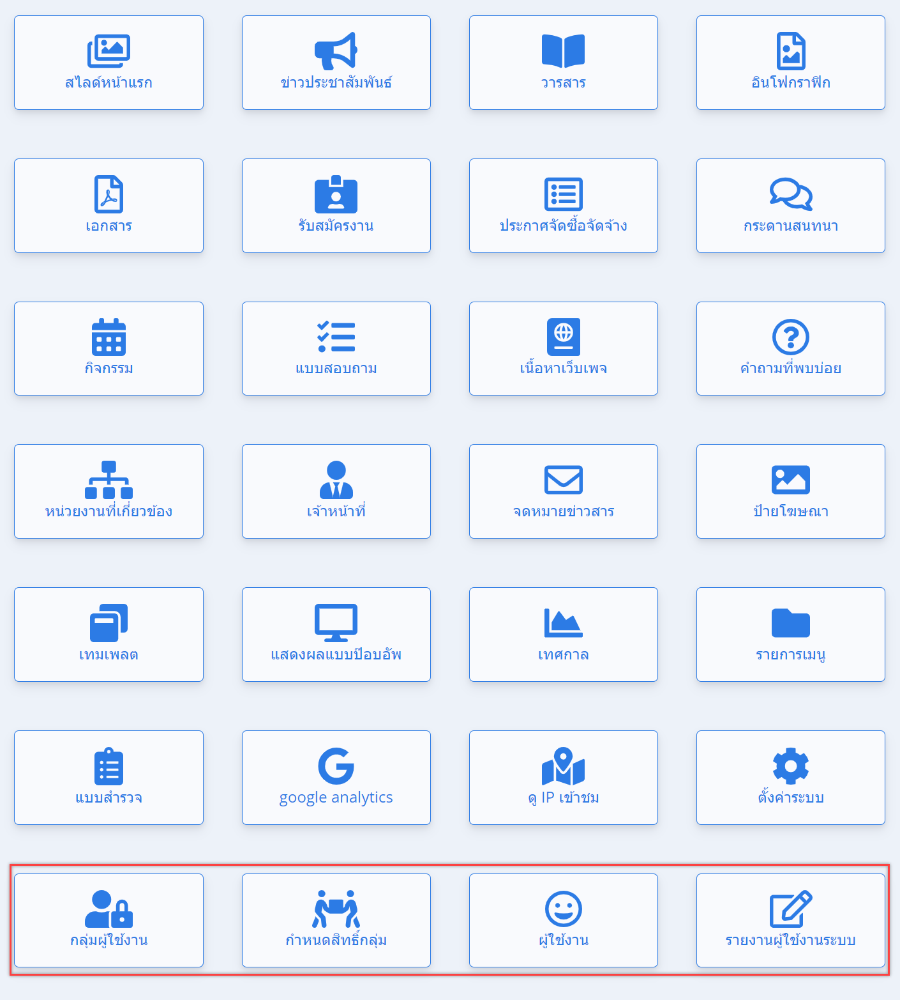 สไลด์หน้าแรก
ข่าวประชาสัมพันธ์
วารสาร
อินโฟกราฟิก
เอกสาร
รับสมัครงาน
ประกาศจัดซื้อจัดจ้าง
กระดานสนทนา
กิจกรรม
แบบสอบถาม
เนื้อหาเว็บเพจ
คำถามที่พบบ่อย
หน่วยงานที่เกี่ยวข้อง
เจ้าหน้าที่
จดหมายข่าวสาร
ป้ายโฆษณา
เทมเพลต
แสดงผลแบบป๊อบอัพ
เทศกาล
รายการเมนู
แบบสำรวจ
google analytics
ดู IP เข้าชม
ตั้งค่าระบบ
กลุ่มผู้ใช้งาน
กำหนดสิทธิ์กลุ่ม
ผู้ใช้งาน
รายงานผู้ใช้งานระบบ